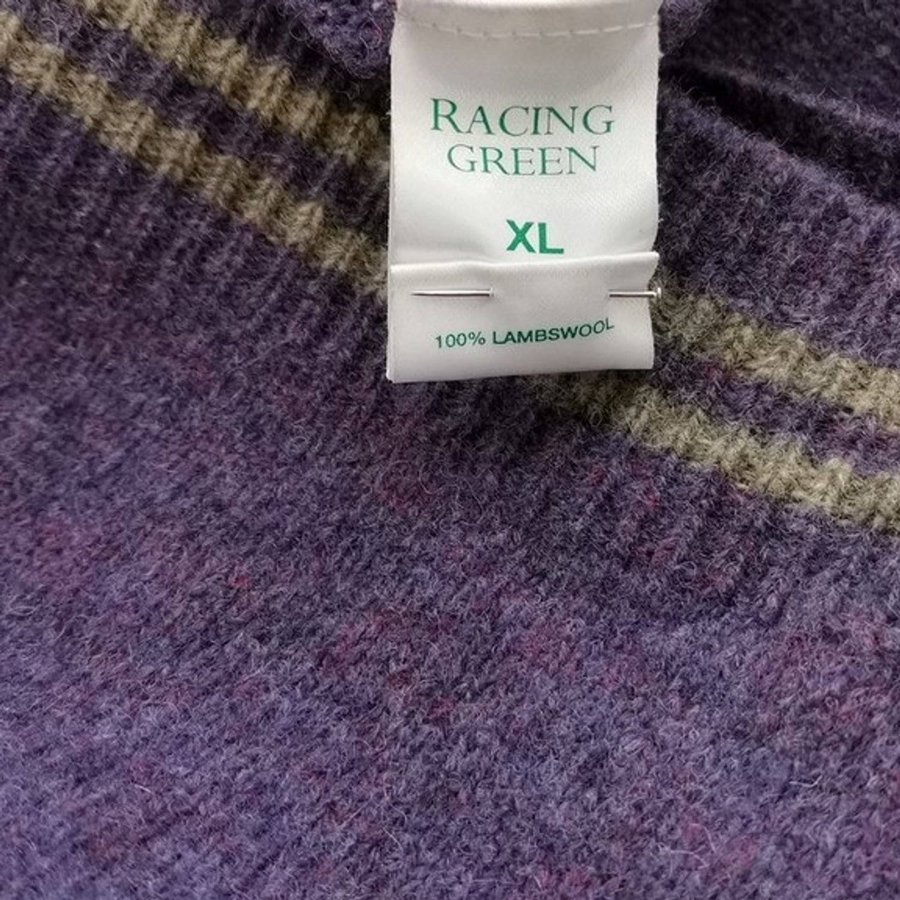 RACING
GREEN
XL
100% LAMBSWOOL